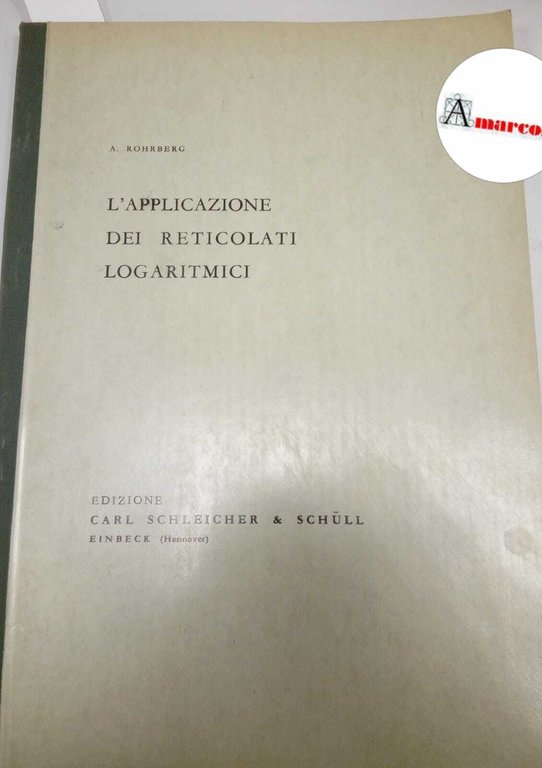 Amarco
A. ROHRBERG
L'APPLICAZIONE
DEI RETICOLATI
LOGARITMICI
EDIZIONE
CARL SCHLEICHER & SCHÜLL
EINBECK (Hannover)